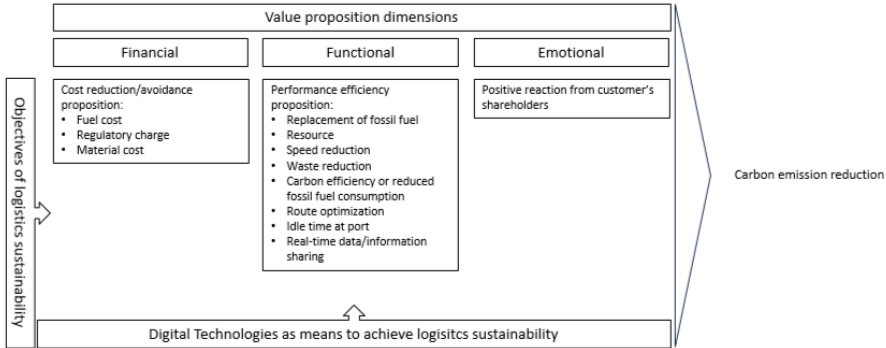 Value proposition dimensions
Financial
Functional
Emotional
Objectives of logistics sustainability
Cost reduction/avoidance
proposition:
• Fuel cost
• Regulatory charge
• Material cost
Performance efficiency
proposition:
• Replacement of fossil fuel
• Resource
• Speed reduction
• Waste reduction
• Carbon efficiency or reduced
fossil fuel consumption
• Route optimization
• Idle time at port
• Real-time data/information
sharing
Positive reaction from customer's
shareholders
Carbon emission reduction
Digital Technologies as means to achieve logisitcs sustainability